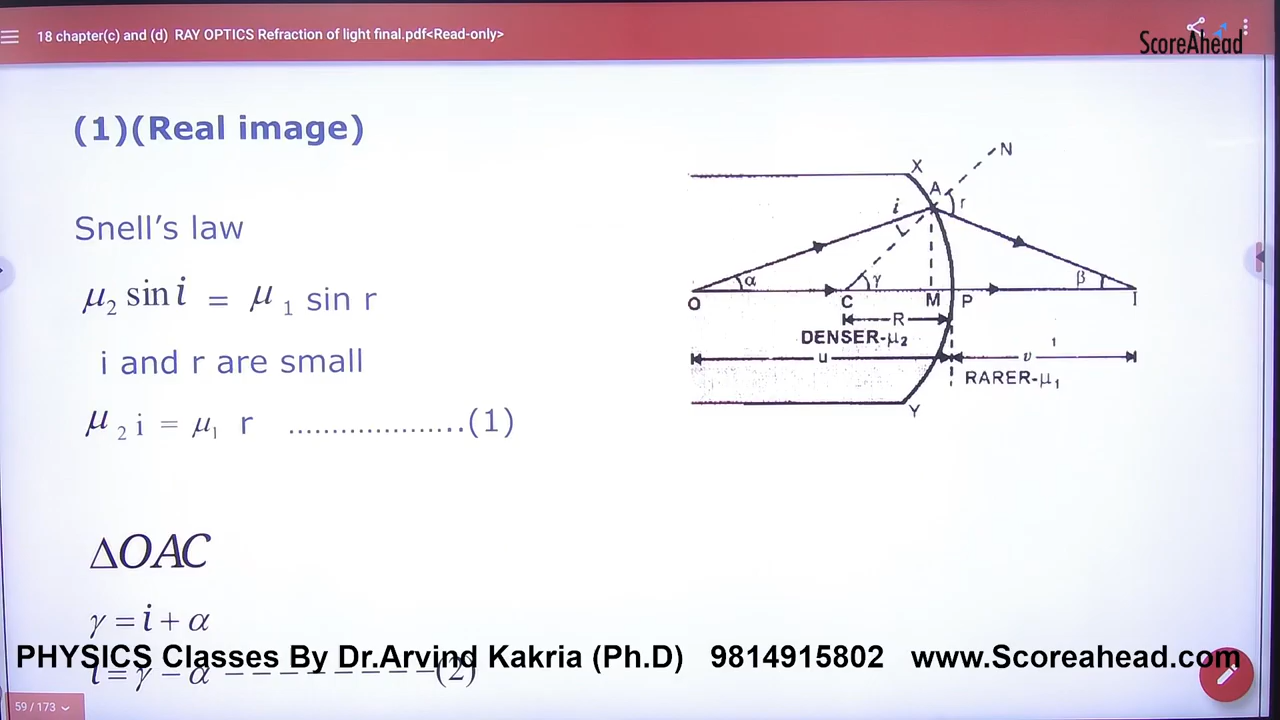 18 chapter(c) and (d) RAY OPTICS Refraction of light final.pdf<Read-only>
ScoreAhead
(1)(Real image)
Snell's law
μ₂ sin i = μ₁ sin r
i and r are small
μ₂ i = μ₁ r .....................(1)
ΔOAC
γ = i + α
i = γ − α − − − − − − − − −(2)
N
X
A
i
r
α
γ
β
O
C
M
P
I
R
DENSER-μ₂
u
υ
1
RARER-μ₁
Y
PHYSICS Classes By Dr.Arvind Kakria (Ph.D) 9814915802 www.Scoreahead.com
59 / 173